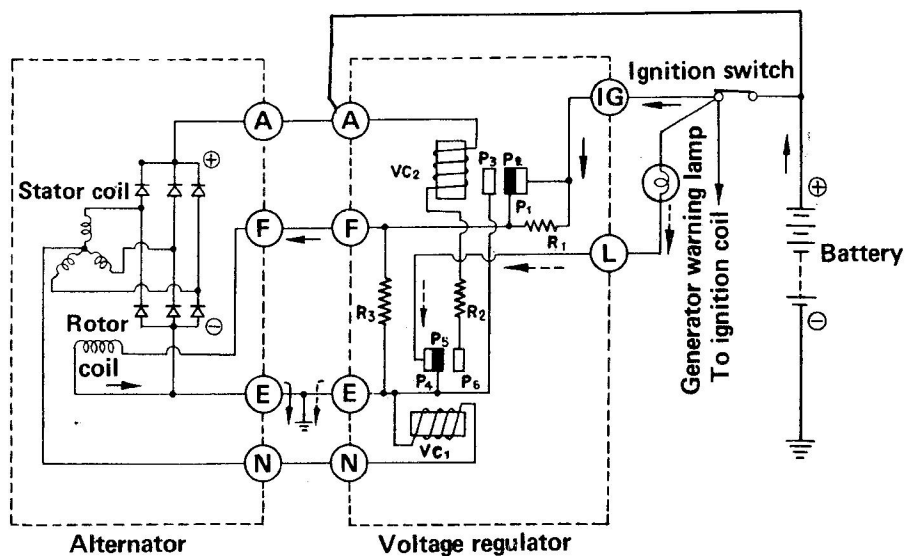 Ignition switch
A
A
IG
⊕
VC2
P3
P2
P1
Stator coil
F
F
R1
L
Generator warning lamp
To ignition coil
⊕
Battery
⊖
⊖
R3
R2
Rotor
coil
P5
P4
P6
E
E
VC1
N
N
Alternator
Voltage regulator